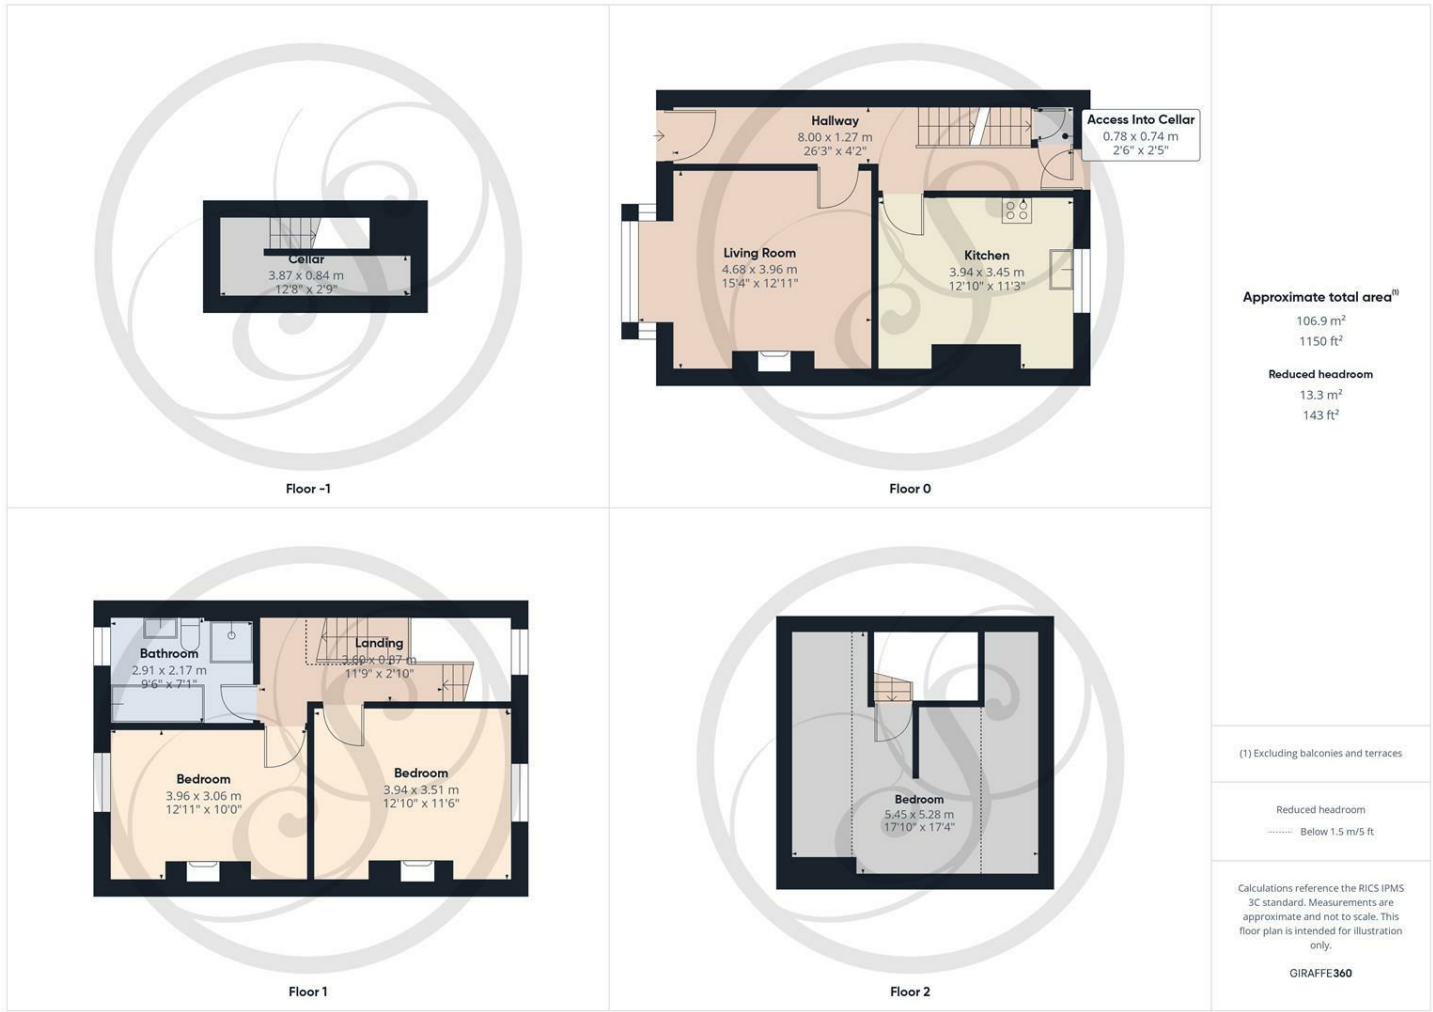 Cellar
3.87 x 0.84 m
12'8" x 2'9"
Floor -1
Hallway
8.00 x 1.27 m
26'3" x 4'2"
Access Into Cellar
0.78 x 0.74 m
2'6" x 2'5"
Living Room
4.68 x 3.96 m
15'4" x 12'11"
Kitchen
3.94 x 3.45 m
12'10" x 11'3"
Floor 0
Bathroom
2.91 x 2.17 m
9'6" x 7'1"
Landing
3.60 x 0.87 m
11'9" x 2'10"
Bedroom
3.96 x 3.06 m
12'11" x 10'0"
Bedroom
3.94 x 3.51 m
12'10" x 11'6"
Floor 1
Bedroom
5.45 x 5.28 m
17'10" x 17'4"
Floor 2
Approximate total area(1)
106.9 m²
1150 ft²
Reduced headroom
13.3 m²
143 ft²
(1) Excluding balconies and terraces
Reduced headroom
Below 1.5 m/5 ft
Calculations reference the RICS IPMS
3C standard. Measurements are
approximate and not to scale. This
floor plan is intended for illustration
only.
GIRAFFE360